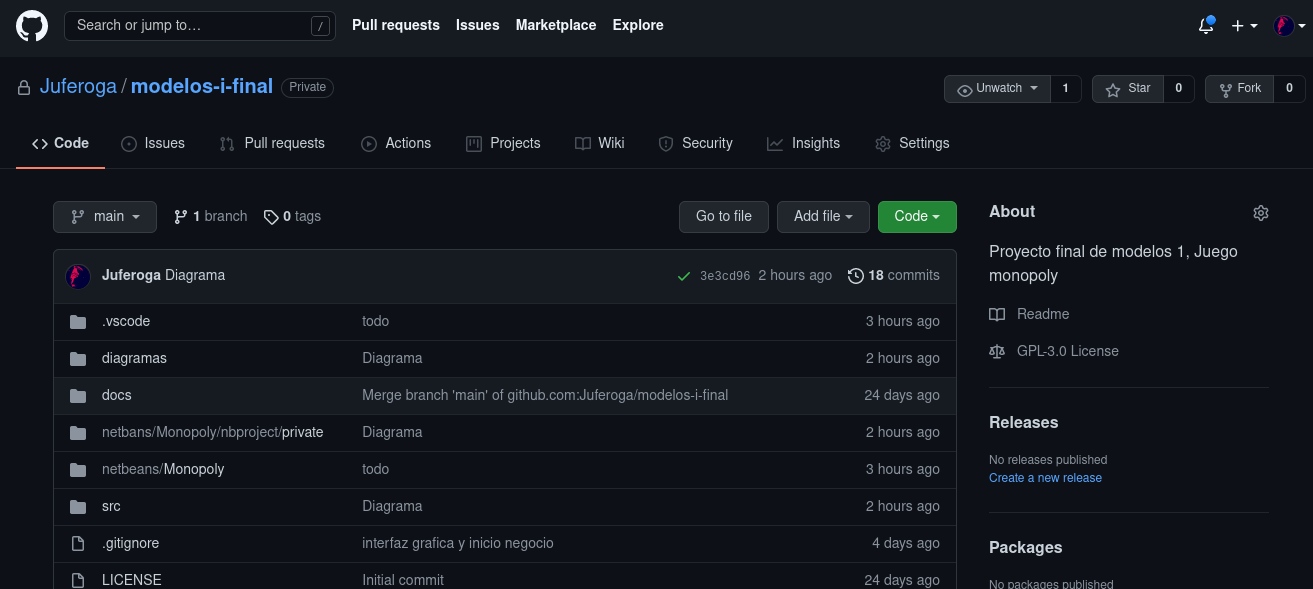 Search or jump to… /
Pull requests Issues Marketplace Explore
Juferoga / modelos-i-final Private
Unwatch 1 Star 0 Fork 0
Code Issues Pull requests Actions Projects Wiki Security Insights Settings
main 1 branch 0 tags
Go to file Add file Code
Juferoga Diagrama 3e3cd96 2 hours ago 18 commits
.vscode todo 3 hours ago
diagramas Diagrama 2 hours ago
docs Merge branch 'main' of github.com:Juferoga/modelos-i-final 24 days ago
netbans/Monopoly/nbproject/private Diagrama 2 hours ago
netbeans/Monopoly todo 3 hours ago
src Diagrama 2 hours ago
.gitignore interfaz grafica y inicio negocio 4 days ago
LICENSE Initial commit 24 days ago
About
Proyecto final de modelos 1, Juego
monopoly
Readme
GPL-3.0 License
Releases
No releases published
Create a new release
Packages
No packages published